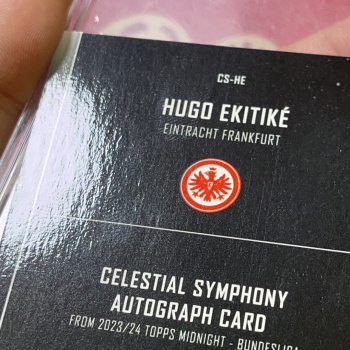 CS-HE
HUGO EKITIKÉ
EINTRACHT FRANKFURT
CELESTIAL SYMPHONY
AUTOGRAPH CARD
FROM 2023/24 TOPPS MIDNIGHT - BUNDESLIGA